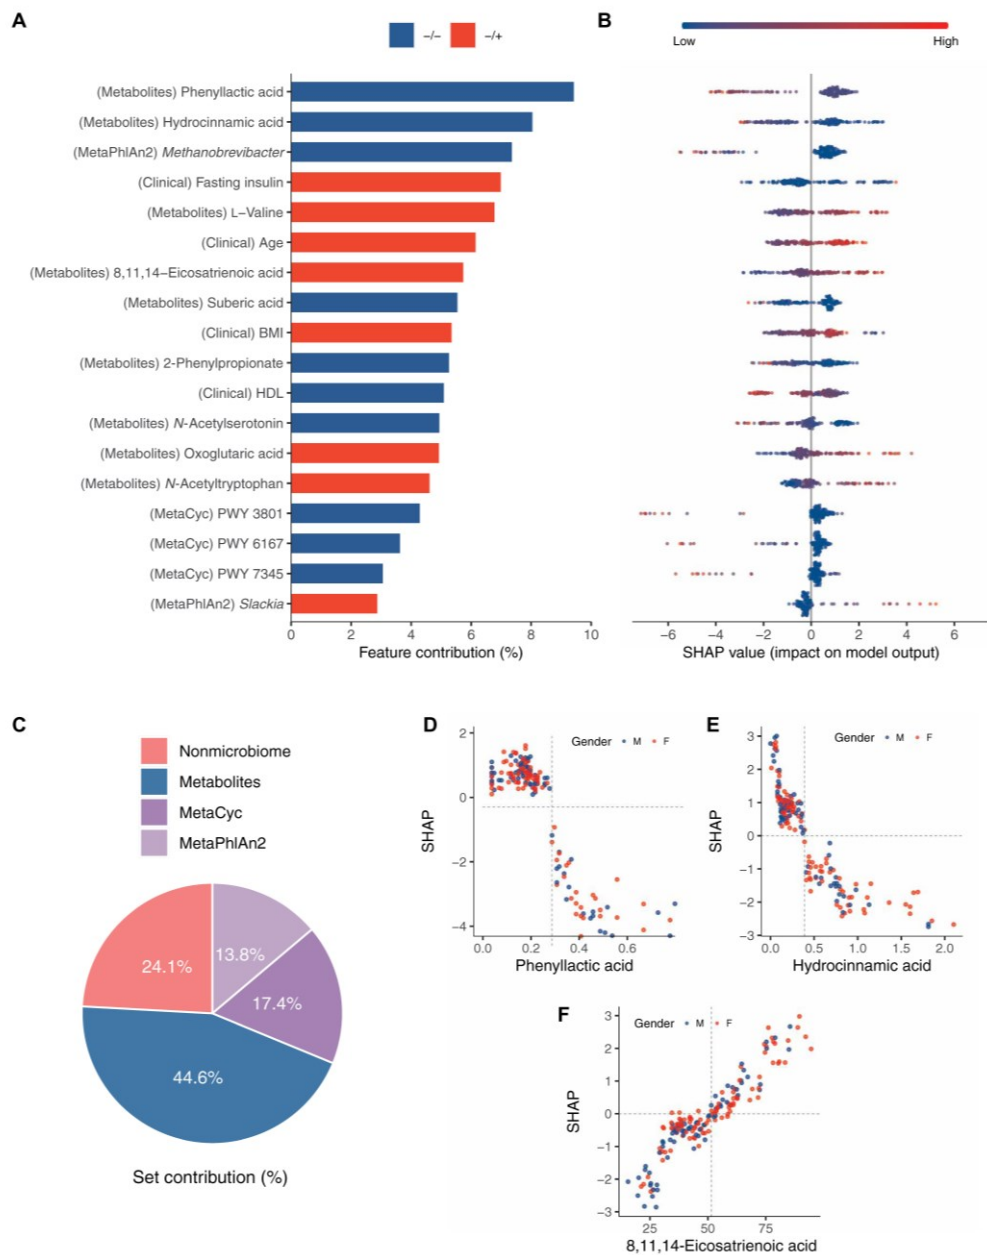 A
−/−
−/+
(Metabolites) Phenyllactic acid
(Metabolites) Hydrocinnamic acid
(MetaPhlAn2) Methanobrevibacter
(Clinical) Fasting insulin
(Metabolites) L−Valine
(Clinical) Age
(Metabolites) 8,11,14−Eicosatrienoic acid
(Metabolites) Suberic acid
(Clinical) BMI
(Metabolites) 2-Phenylpropionate
(Clinical) HDL
(Metabolites) N-Acetylserotonin
(Metabolites) Oxoglutaric acid
(Metabolites) N-Acetyltryptophan
(MetaCyc) PWY 3801
(MetaCyc) PWY 6167
(MetaCyc) PWY 7345
(MetaPhlAn2) Slackia
0 2 4 6 8 10
Feature contribution (%)
B
Low High
−6 −4 −2 0 2 4 6
SHAP value (impact on model output)
C
Nonmicrobiome
Metabolites
MetaCyc
MetaPhlAn2
24.1%
13.8%
17.4%
44.6%
Set contribution (%)
D
Gender M F
SHAP
2
0
−2
−4
0.0 0.2 0.4 0.6
Phenyllactic acid
E
Gender M F
SHAP
3
2
1
0
−1
−2
−3
0.0 0.5 1.0 1.5 2.0
Hydrocinnamic acid
F
Gender M F
SHAP
3
2
1
0
−1
−2
−3
25 50 75
8,11,14-Eicosatrienoic acid